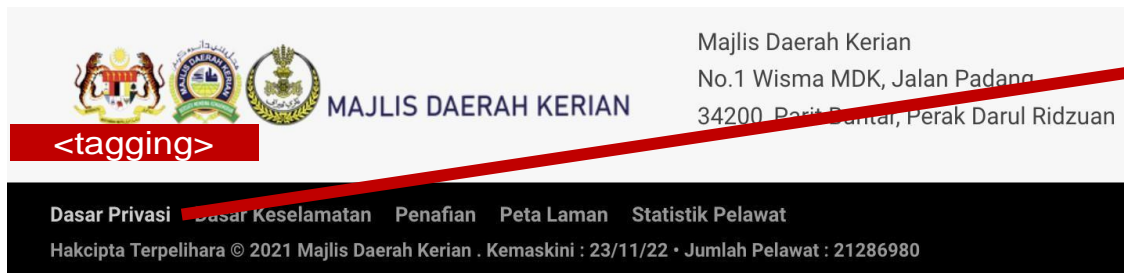 MAJLIS DAERAH KERIAN
<tagging>
Majlis Daerah Kerian
No.1 Wisma MDK, Jalan Padang
34200, Parit Buntar, Perak Darul Ridzuan
Dasar Privasi Dasar Keselamatan Penafian Peta Laman Statistik Pelawat
Hakcipta Terpelihara © 2021 Majlis Daerah Kerian . Kemaskini : 23/11/22 • Jumlah Pelawat : 21286980